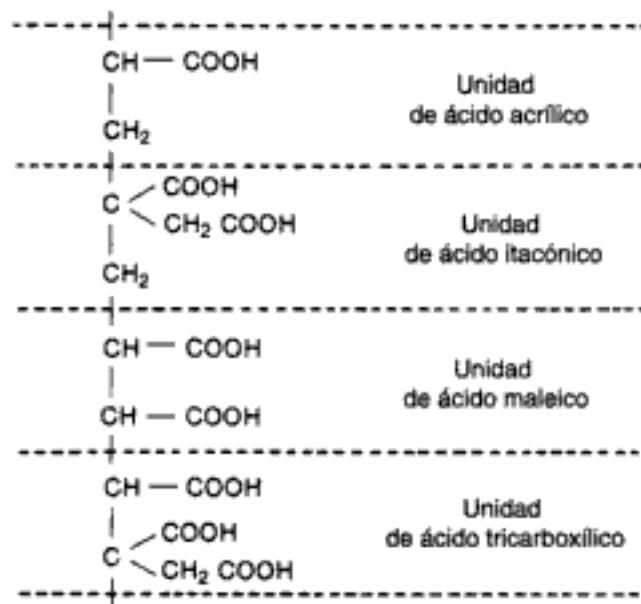 CH — COOH
Unidad
de ácido acrílico
CH₂
COOH
C
CH₂ COOH
Unidad
de ácido itacónico
CH₂
CH — COOH
Unidad
de ácido maleico
CH — COOH
CH — COOH
Unidad
de ácido tricarboxílico
COOH
C
CH₂ COOH